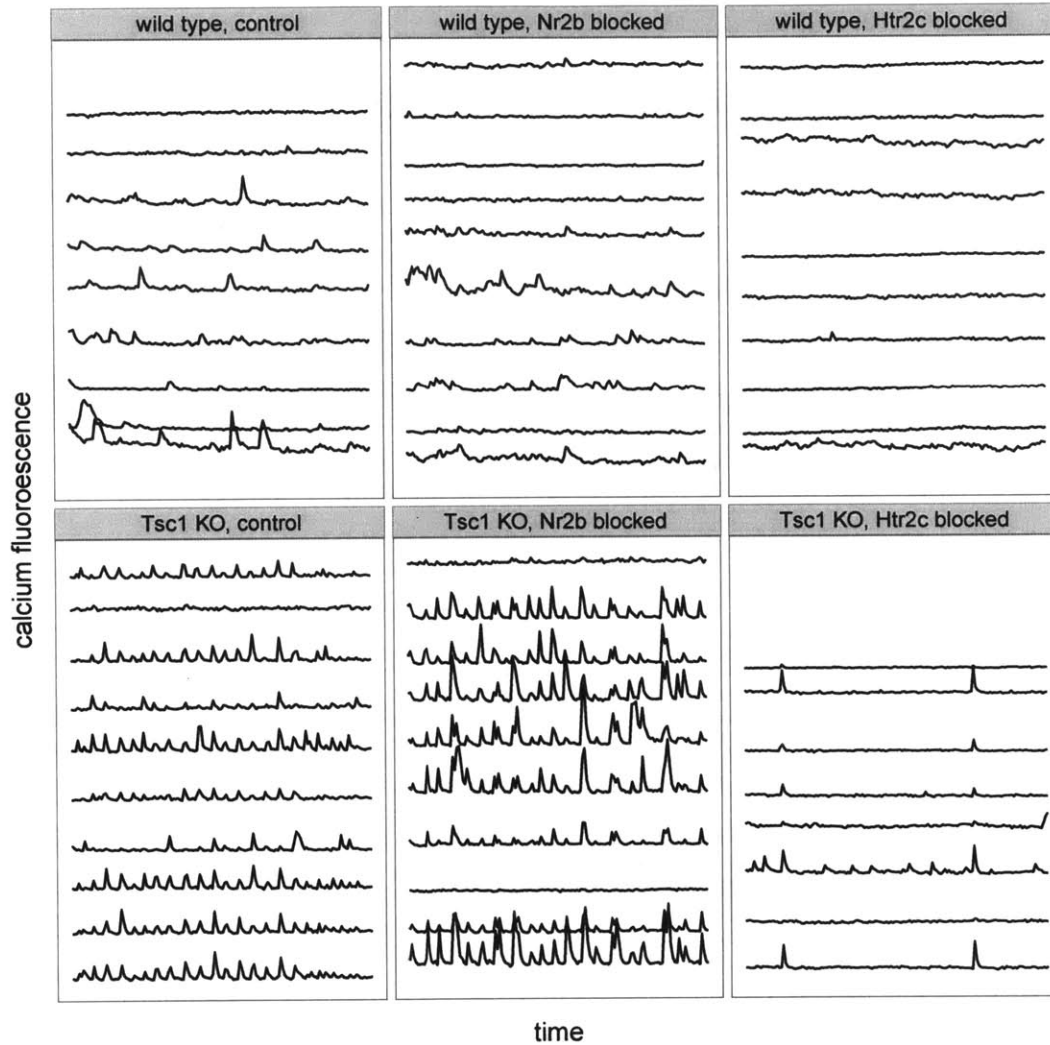 wild type, control
wild type, Nr2b blocked
wild type, Htr2c blocked
Tsc1 KO, control
Tsc1 KO, Nr2b blocked
Tsc1 KO, Htr2c blocked
calcium fluoroescence
time